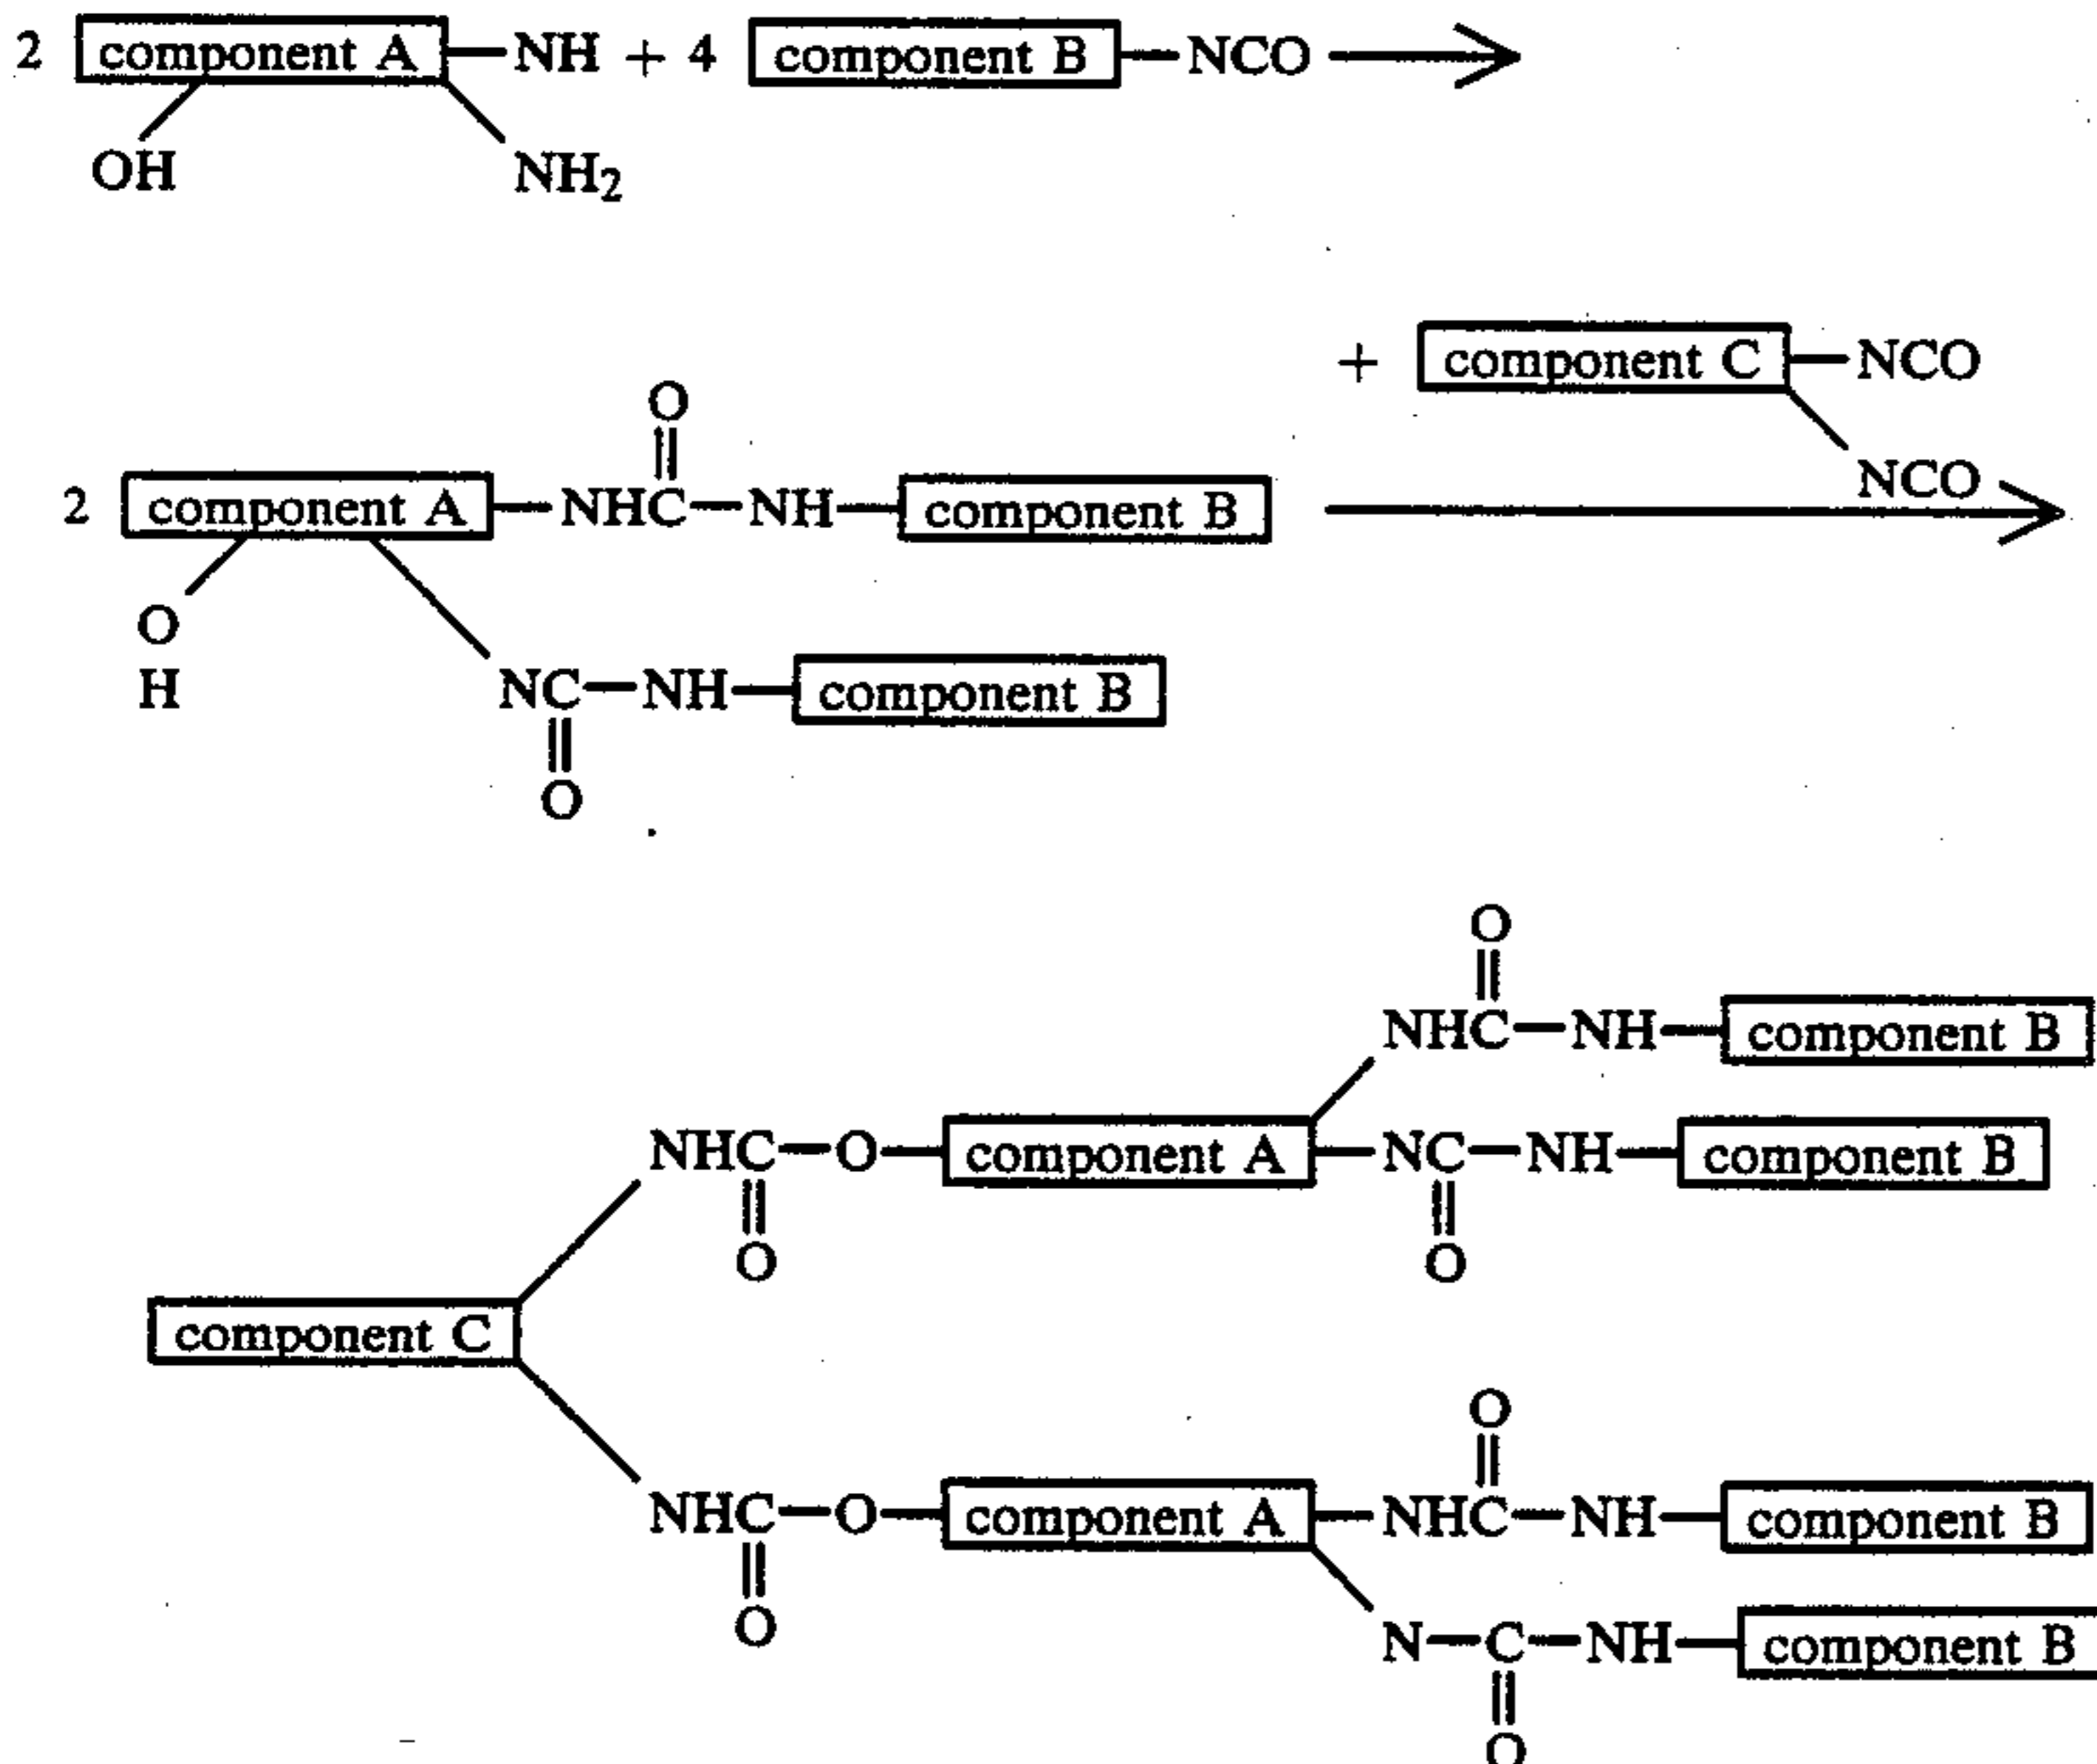 2 component A NH + 4 component B NCO
OH NH2
+ component C NCO
NCO
O
2 component A NHC NH component B
O
H
NC NH component B
O
O
NHC NH component B
NHC O component A NC NH component B
O O
component C
O
NHC O component A NHC NH component B
O
N C NH component B
O